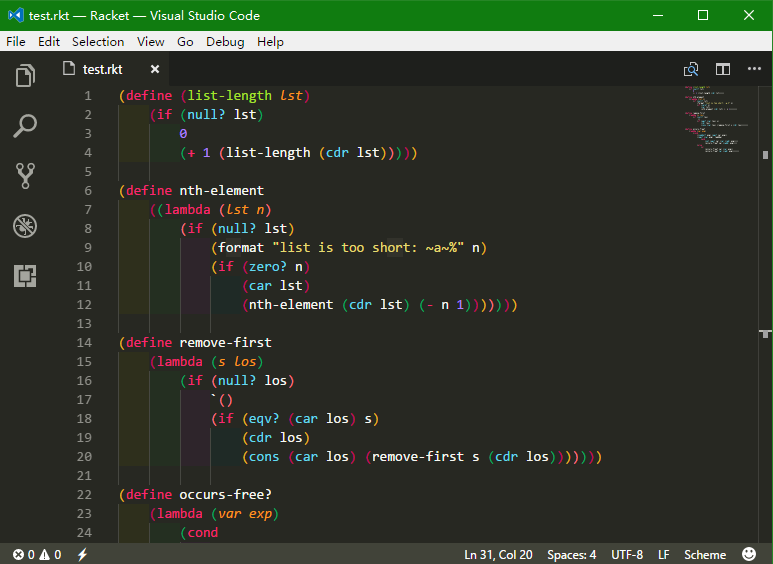 test.rkt — Racket — Visual Studio Code
File Edit Selection View Go Debug Help
test.rkt ×
1 (define (list-length lst)
2     (if (null? lst)
3         0
4         (+ 1 (list-length (cdr lst)))))
5
6 (define nth-element
7     ((lambda (lst n)
8         (if (null? lst)
9             (format "list is too short: ~a~%" n)
10             (if (zero? n)
11                 (car lst)
12                 (nth-element (cdr lst) (- n 1)))))))
13
14 (define remove-first
15     (lambda (s los)
16         (if (null? los)
17             `()
18             (if (eqv? (car los) s)
19                 (cdr los)
20                 (cons (car los) (remove-first s (cdr los)))))))
21
22 (define occurs-free?
23     (lambda (var exp)
24         (cond
0 0 Ln 31, Col 20 Spaces: 4 UTF-8 LF Scheme